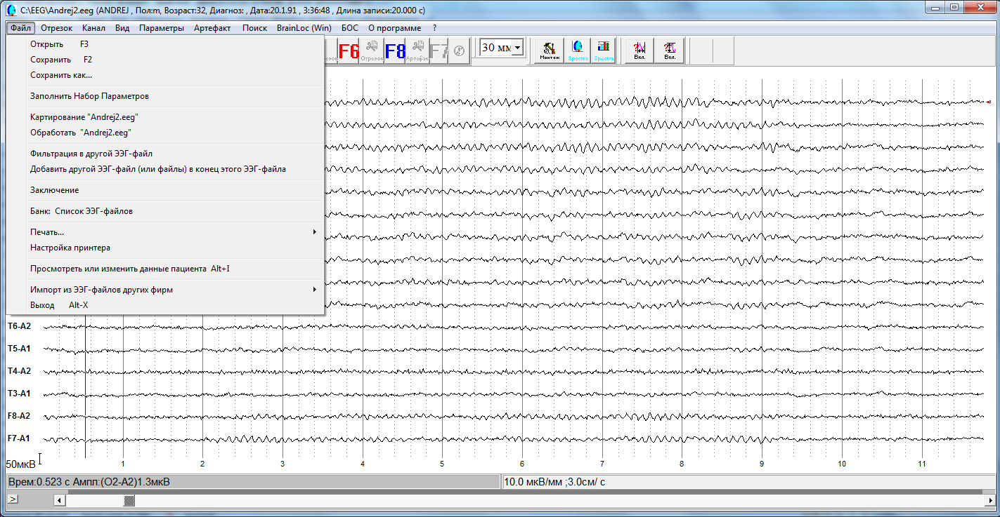 C:\EEG\Andrej2.eeg (ANDREJ , Пол:m, Возраст:32, Диагноз: , Дата:20.1.91 , 3:36:48 , Длина записи:20.000 с)
Файл Отрезок Канал Вид Параметры Артефакт Поиск BrainLoc (Win) БОС О программе ?
F6 Отрезок F8 Артефак F7 30 мм Монтаж Spectra Spectra Вкл. Вкл.
Открыть F3
Сохранить F2
Сохранить как...
Заполнить Набор Параметров
Картирование "Andrej2.eeg"
Обработать "Andrej2.eeg"
Фильтрация в другой ЭЭГ-файл
Добавить другой ЭЭГ-файл (или файлы) в конец этого ЭЭГ-файла
Заключение
Банк: Список ЭЭГ-файлов
Печать...
Настройка принтера
Просмотреть или изменить данные пациента Alt+I
Импорт из ЭЭГ-файлов других фирм
Выход Alt-X
T6-A2
T5-A1
T4-A2
T3-A1
F8-A2
F7-A1
50мкВ 1 2 3 4 5 6 7 8 9 10 11
Врем:0.523 с Ампл:(O2-A2)1.3мкВ 10.0 мкВ/мм ;3.0см/ с
>